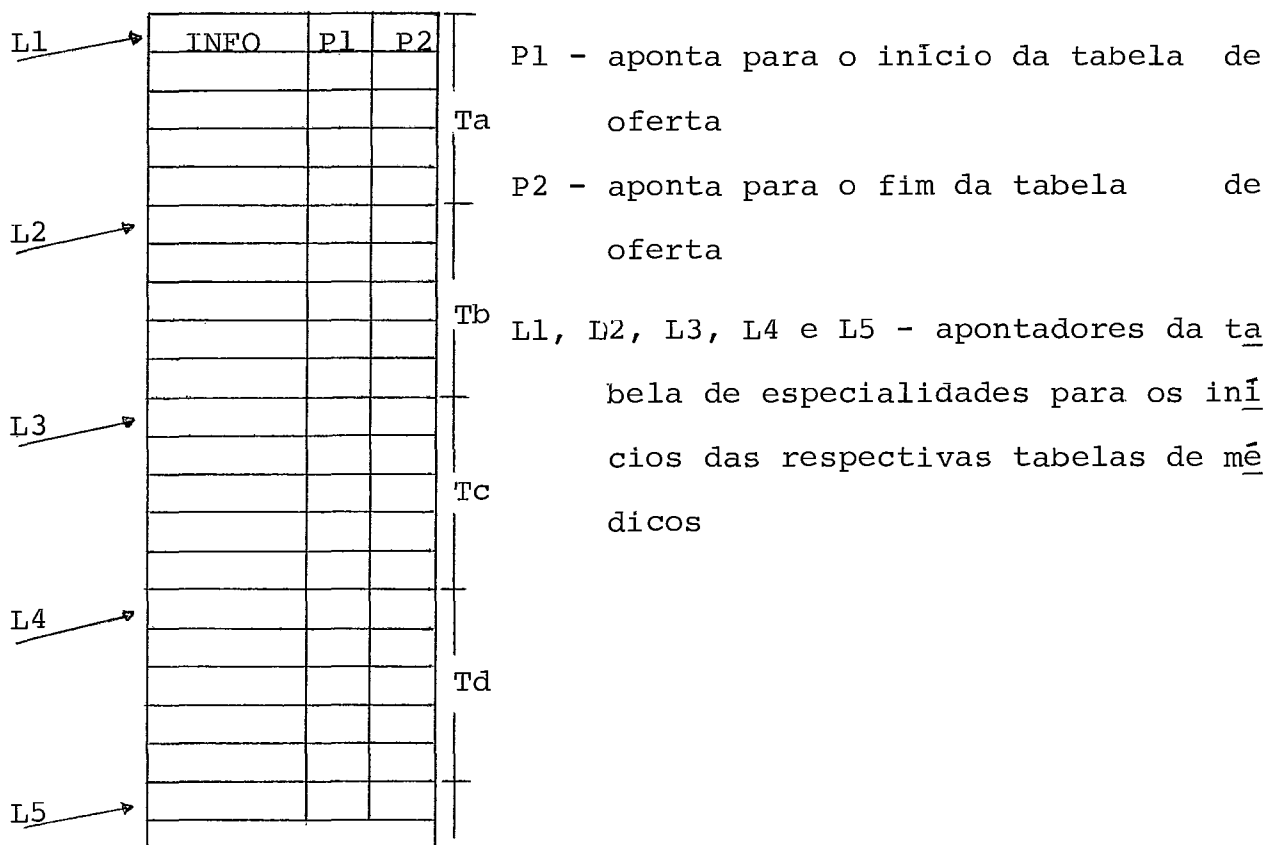 L1 INFO P1 P2
Ta
L2
Tb
L3
Tc
L4
Td
L5
P1 - aponta para o início da tabela de
oferta
P2 - aponta para o fim da tabela de
oferta
L1, L2, L3, L4 e L5 - apontadores da ta
bela de especialidades para os iní
cios das respectivas tabelas de mé
dicos